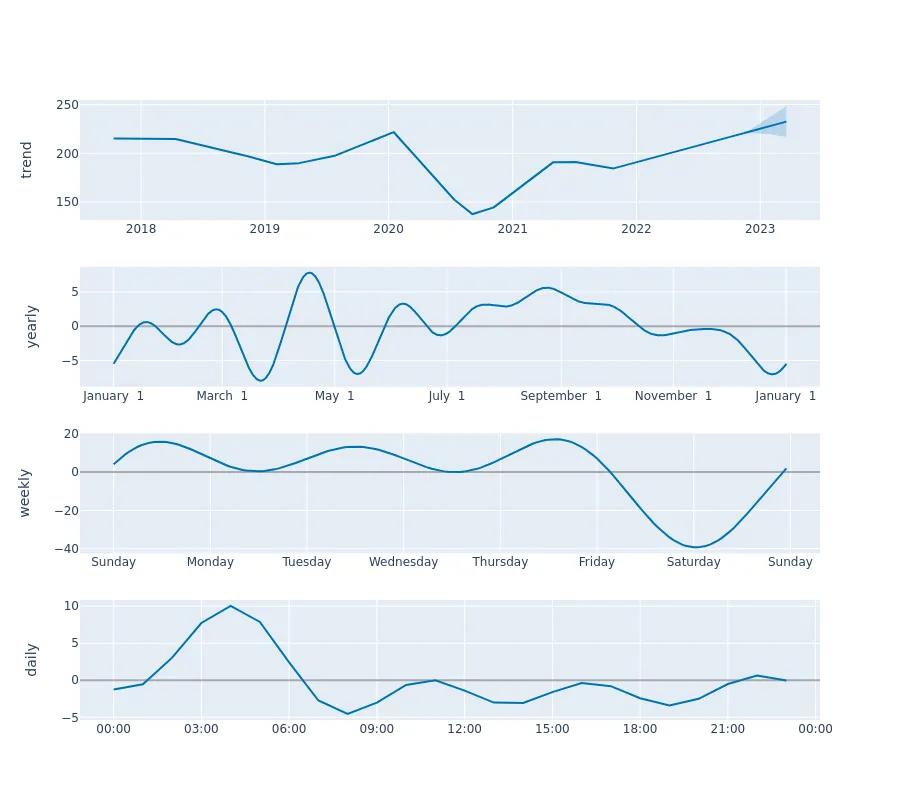 250
200
150
trend
2018 2019 2020 2021 2022 2023
5
0
−5
yearly
January 1 March 1 May 1 July 1 September 1 November 1 January 1
20
0
−20
−40
weekly
Sunday Monday Tuesday Wednesday Thursday Friday Saturday Sunday
10
5
0
−5
daily
00:00 03:00 06:00 09:00 12:00 15:00 18:00 21:00 00:00